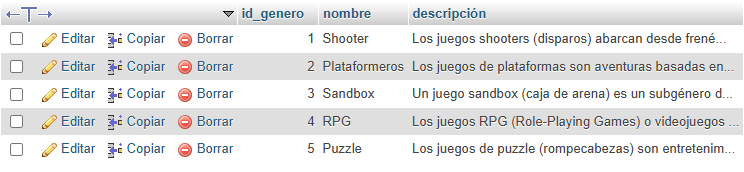 id_genero nombre descripción
Editar Copiar Borrar 1 Shooter Los juegos shooters (disparos) abarcan desde frené...
Editar Copiar Borrar 2 Plataformeros Los juegos de plataformas son aventuras basadas en...
Editar Copiar Borrar 3 Sandbox Un juego sandbox (caja de arena) es un subgénero d...
Editar Copiar Borrar 4 RPG Los juegos RPG (Role-Playing Games) o videojuegos ...
Editar Copiar Borrar 5 Puzzle Los juegos de puzzle (rompecabezas) son entretenim...